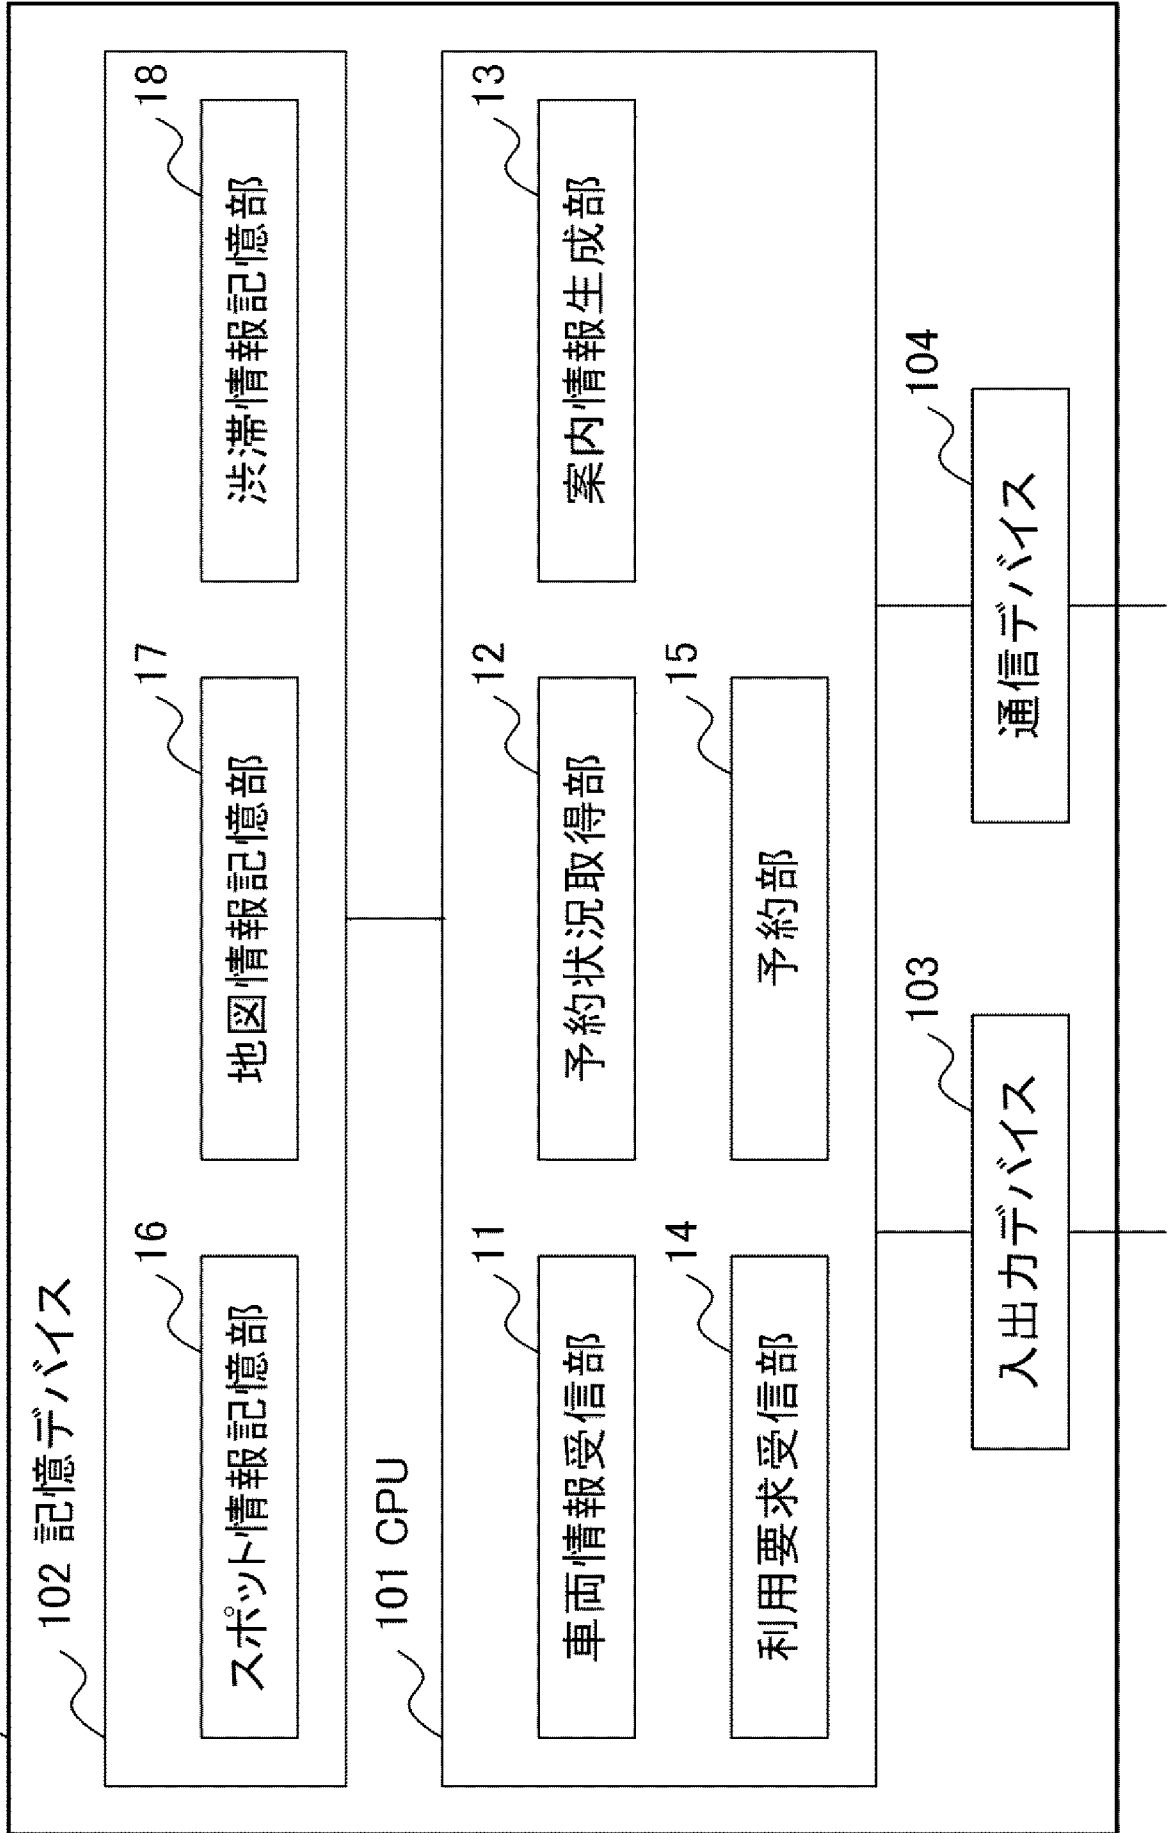 102 記憶デバイス
16
スポット情報記憶部
17
地図情報記憶部
18
渋滞情報記憶部
101 CPU
11
車両情報受信部
12
予約状況取得部
13
案内情報生成部
14
利用要求受信部
15
予約部
103
入出力デバイス
104
通信デバイス